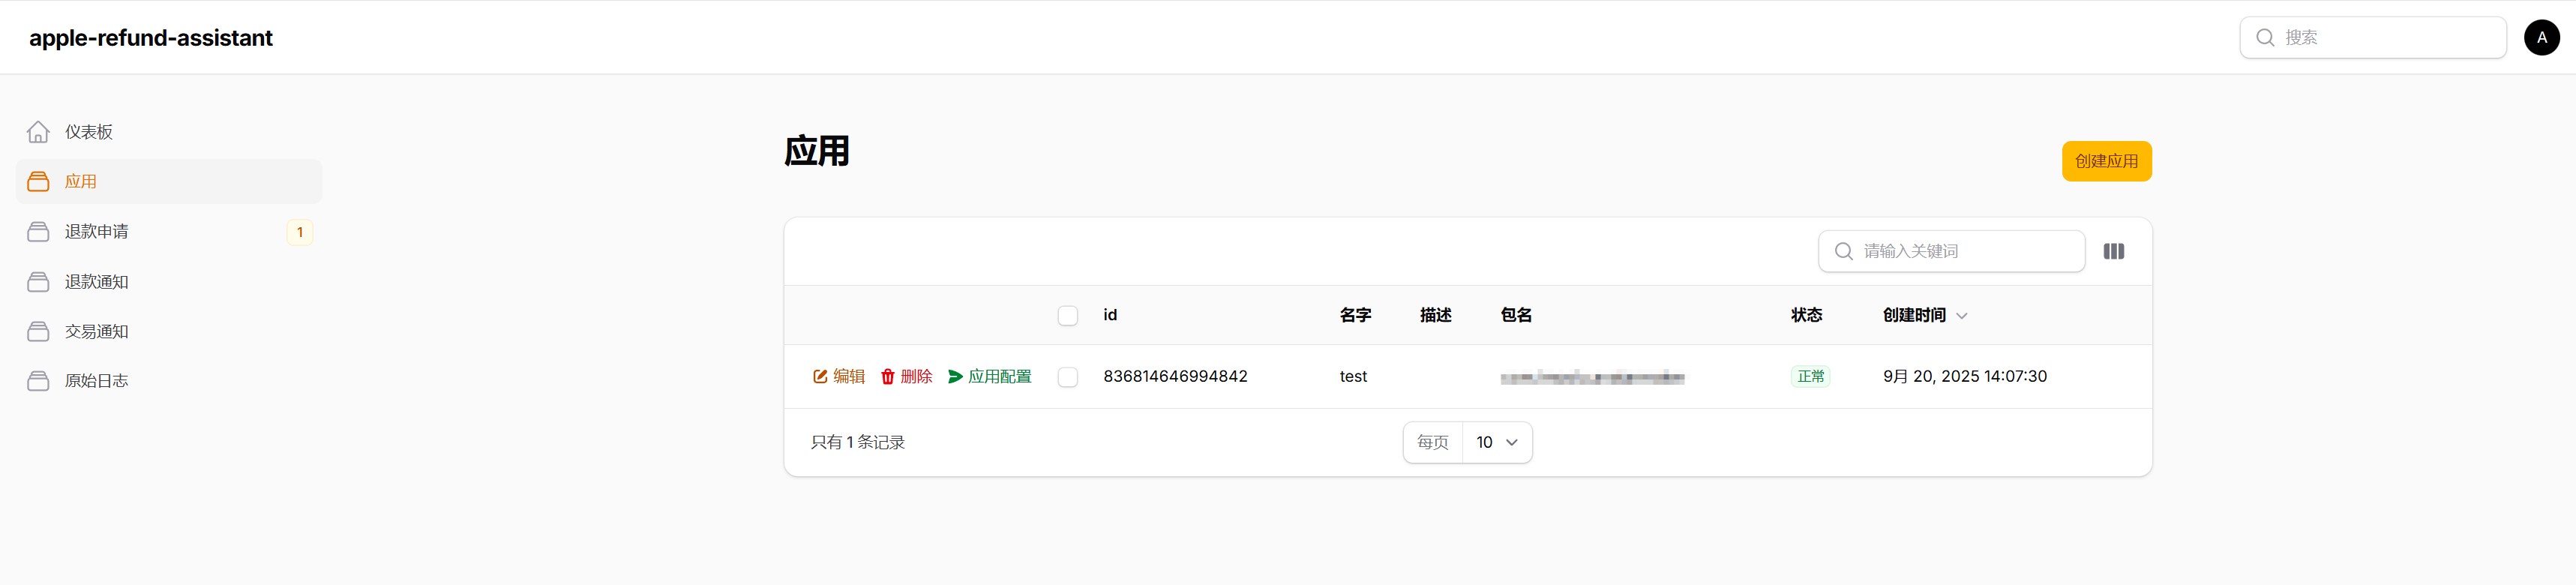 apple-refund-assistant
搜索
A
仪表板
应用
退款申请 1
退款通知
交易通知
原始日志
应用
创建应用
请输入关键词
id 名字 描述 包名 状态 创建时间
编辑 删除 应用配置 836814646994842 test 正常 9月 20, 2025 14:07:30
只有 1 条记录
每页 10